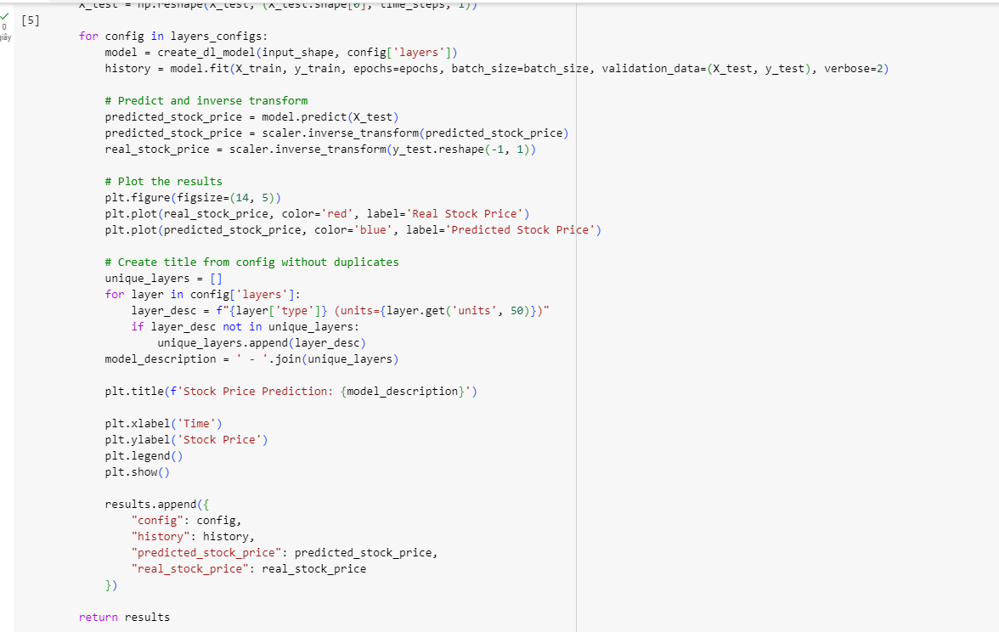 X_test = np.reshape(X_test, (X_test.shape[0], time_steps, 1))
[5]
0
giây
for config in layers_configs:
model = create_dl_model(input_shape, config['layers'])
history = model.fit(X_train, y_train, epochs=epochs, batch_size=batch_size, validation_data=(X_test, y_test), verbose=2)
# Predict and inverse transform
predicted_stock_price = model.predict(X_test)
predicted_stock_price = scaler.inverse_transform(predicted_stock_price)
real_stock_price = scaler.inverse_transform(y_test.reshape(-1, 1))
# Plot the results
plt.figure(figsize=(14, 5))
plt.plot(real_stock_price, color='red', label='Real Stock Price')
plt.plot(predicted_stock_price, color='blue', label='Predicted Stock Price')
# Create title from config without duplicates
unique_layers = []
for layer in config['layers']:
layer_desc = f"{layer['type']} (units={layer.get('units', 50)})"
if layer_desc not in unique_layers:
unique_layers.append(layer_desc)
model_description = ' - '.join(unique_layers)
plt.title(f'Stock Price Prediction: {model_description}')
plt.xlabel('Time')
plt.ylabel('Stock Price')
plt.legend()
plt.show()
results.append({
"config": config,
"history": history,
"predicted_stock_price": predicted_stock_price,
"real_stock_price": real_stock_price
})
return results